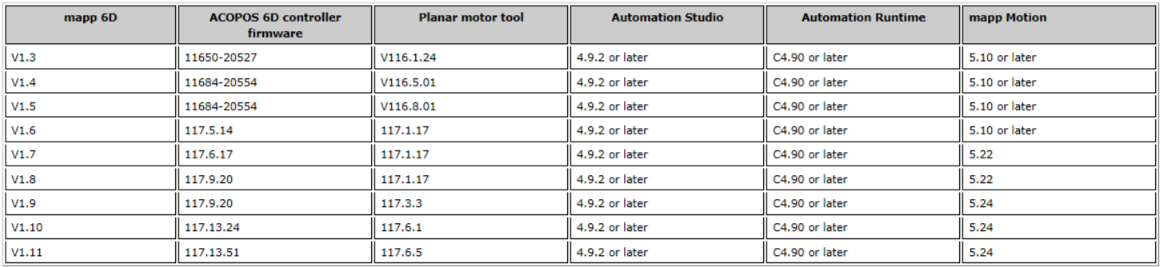 mapp 6D ACOPOS 6D controller firmware Planar motor tool Automation Studio Automation Runtime mapp Motion
V1.3 11650-20527 V116.1.24 4.9.2 or later C4.90 or later 5.10 or later
V1.4 11684-20554 V116.5.01 4.9.2 or later C4.90 or later 5.10 or later
V1.5 11684-20554 V116.8.01 4.9.2 or later C4.90 or later 5.10 or later
V1.6 117.5.14 117.1.17 4.9.2 or later C4.90 or later 5.10 or later
V1.7 117.6.17 117.1.17 4.9.2 or later C4.90 or later 5.22
V1.8 117.9.20 117.1.17 4.9.2 or later C4.90 or later 5.22
V1.9 117.9.20 117.3.3 4.9.2 or later C4.90 or later 5.24
V1.10 117.13.24 117.6.1 4.9.2 or later C4.90 or later 5.24
V1.11 117.13.51 117.6.5 4.9.2 or later C4.90 or later 5.24